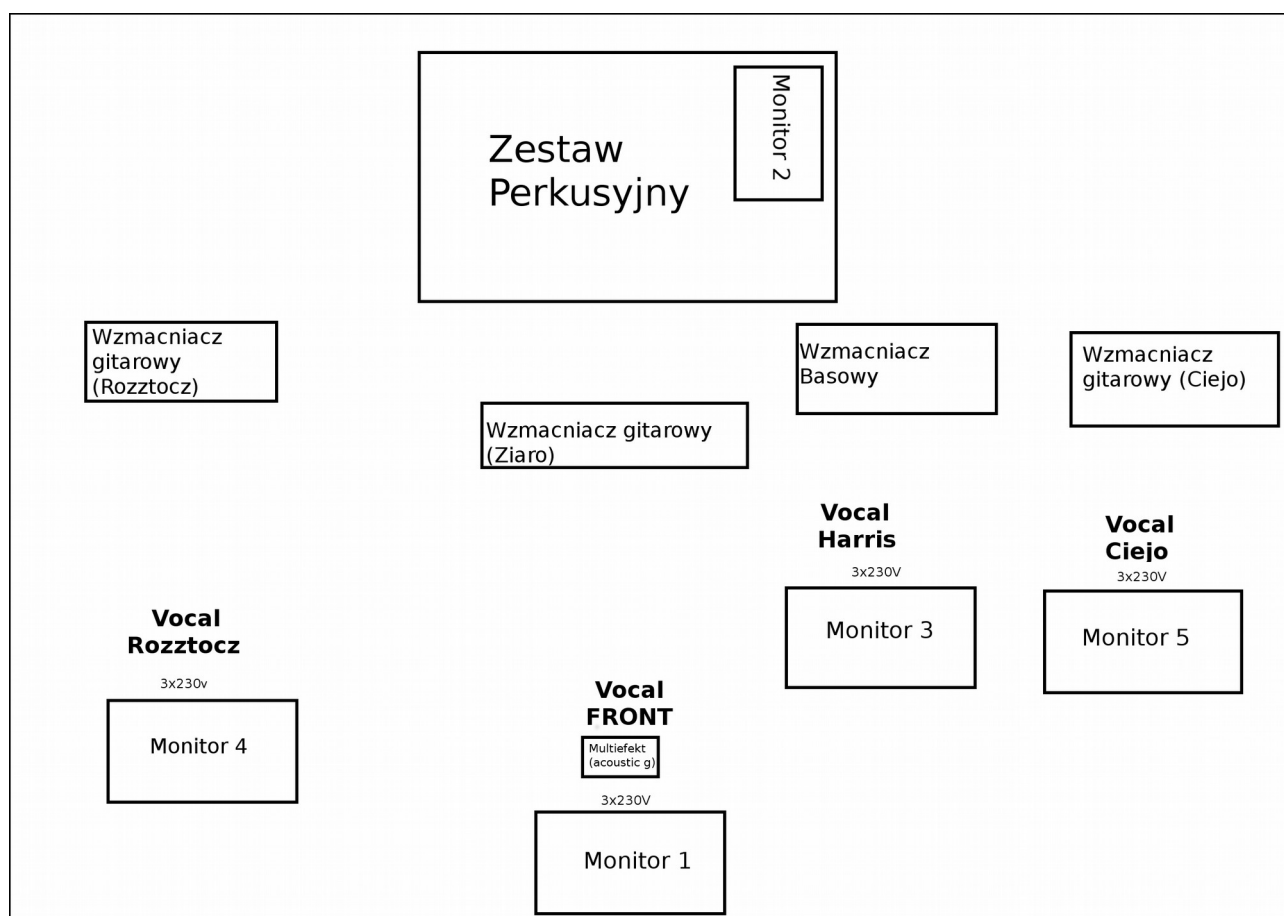 Zestaw
Perkusyjny
Monitor 2
Wzmacniacz
gitarowy
(Rozztocz)
Wzmacniacz gitarowy
(Ziaro)
Wzmacniacz
Basowy
Wzmacniacz
gitarowy (Ciejo)
Vocal
Harris
3x230V
Monitor 3
Vocal
Ciejo
3x230V
Monitor 5
Vocal
Rozztocz
3x230v
Monitor 4
Vocal
FRONT
Multiefekt
(acoustic g)
3x230V
Monitor 1